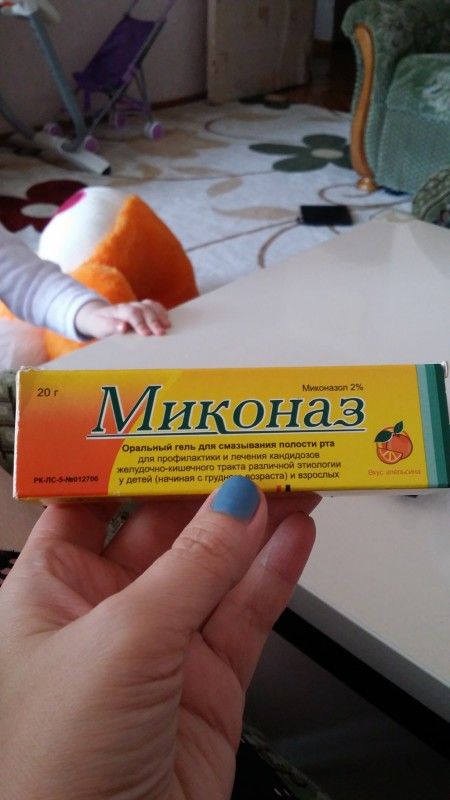 20 г
Миконазол 2%
Миконаз
Оральный гель для смазывания полости рта
для профилактики и лечения кандидозов
желудочно-кишечного тракта различной этиологии
у детей (начиная с грудного возраста) и взрослых
РК-ЛС-5-№012706
Вкус апельсина